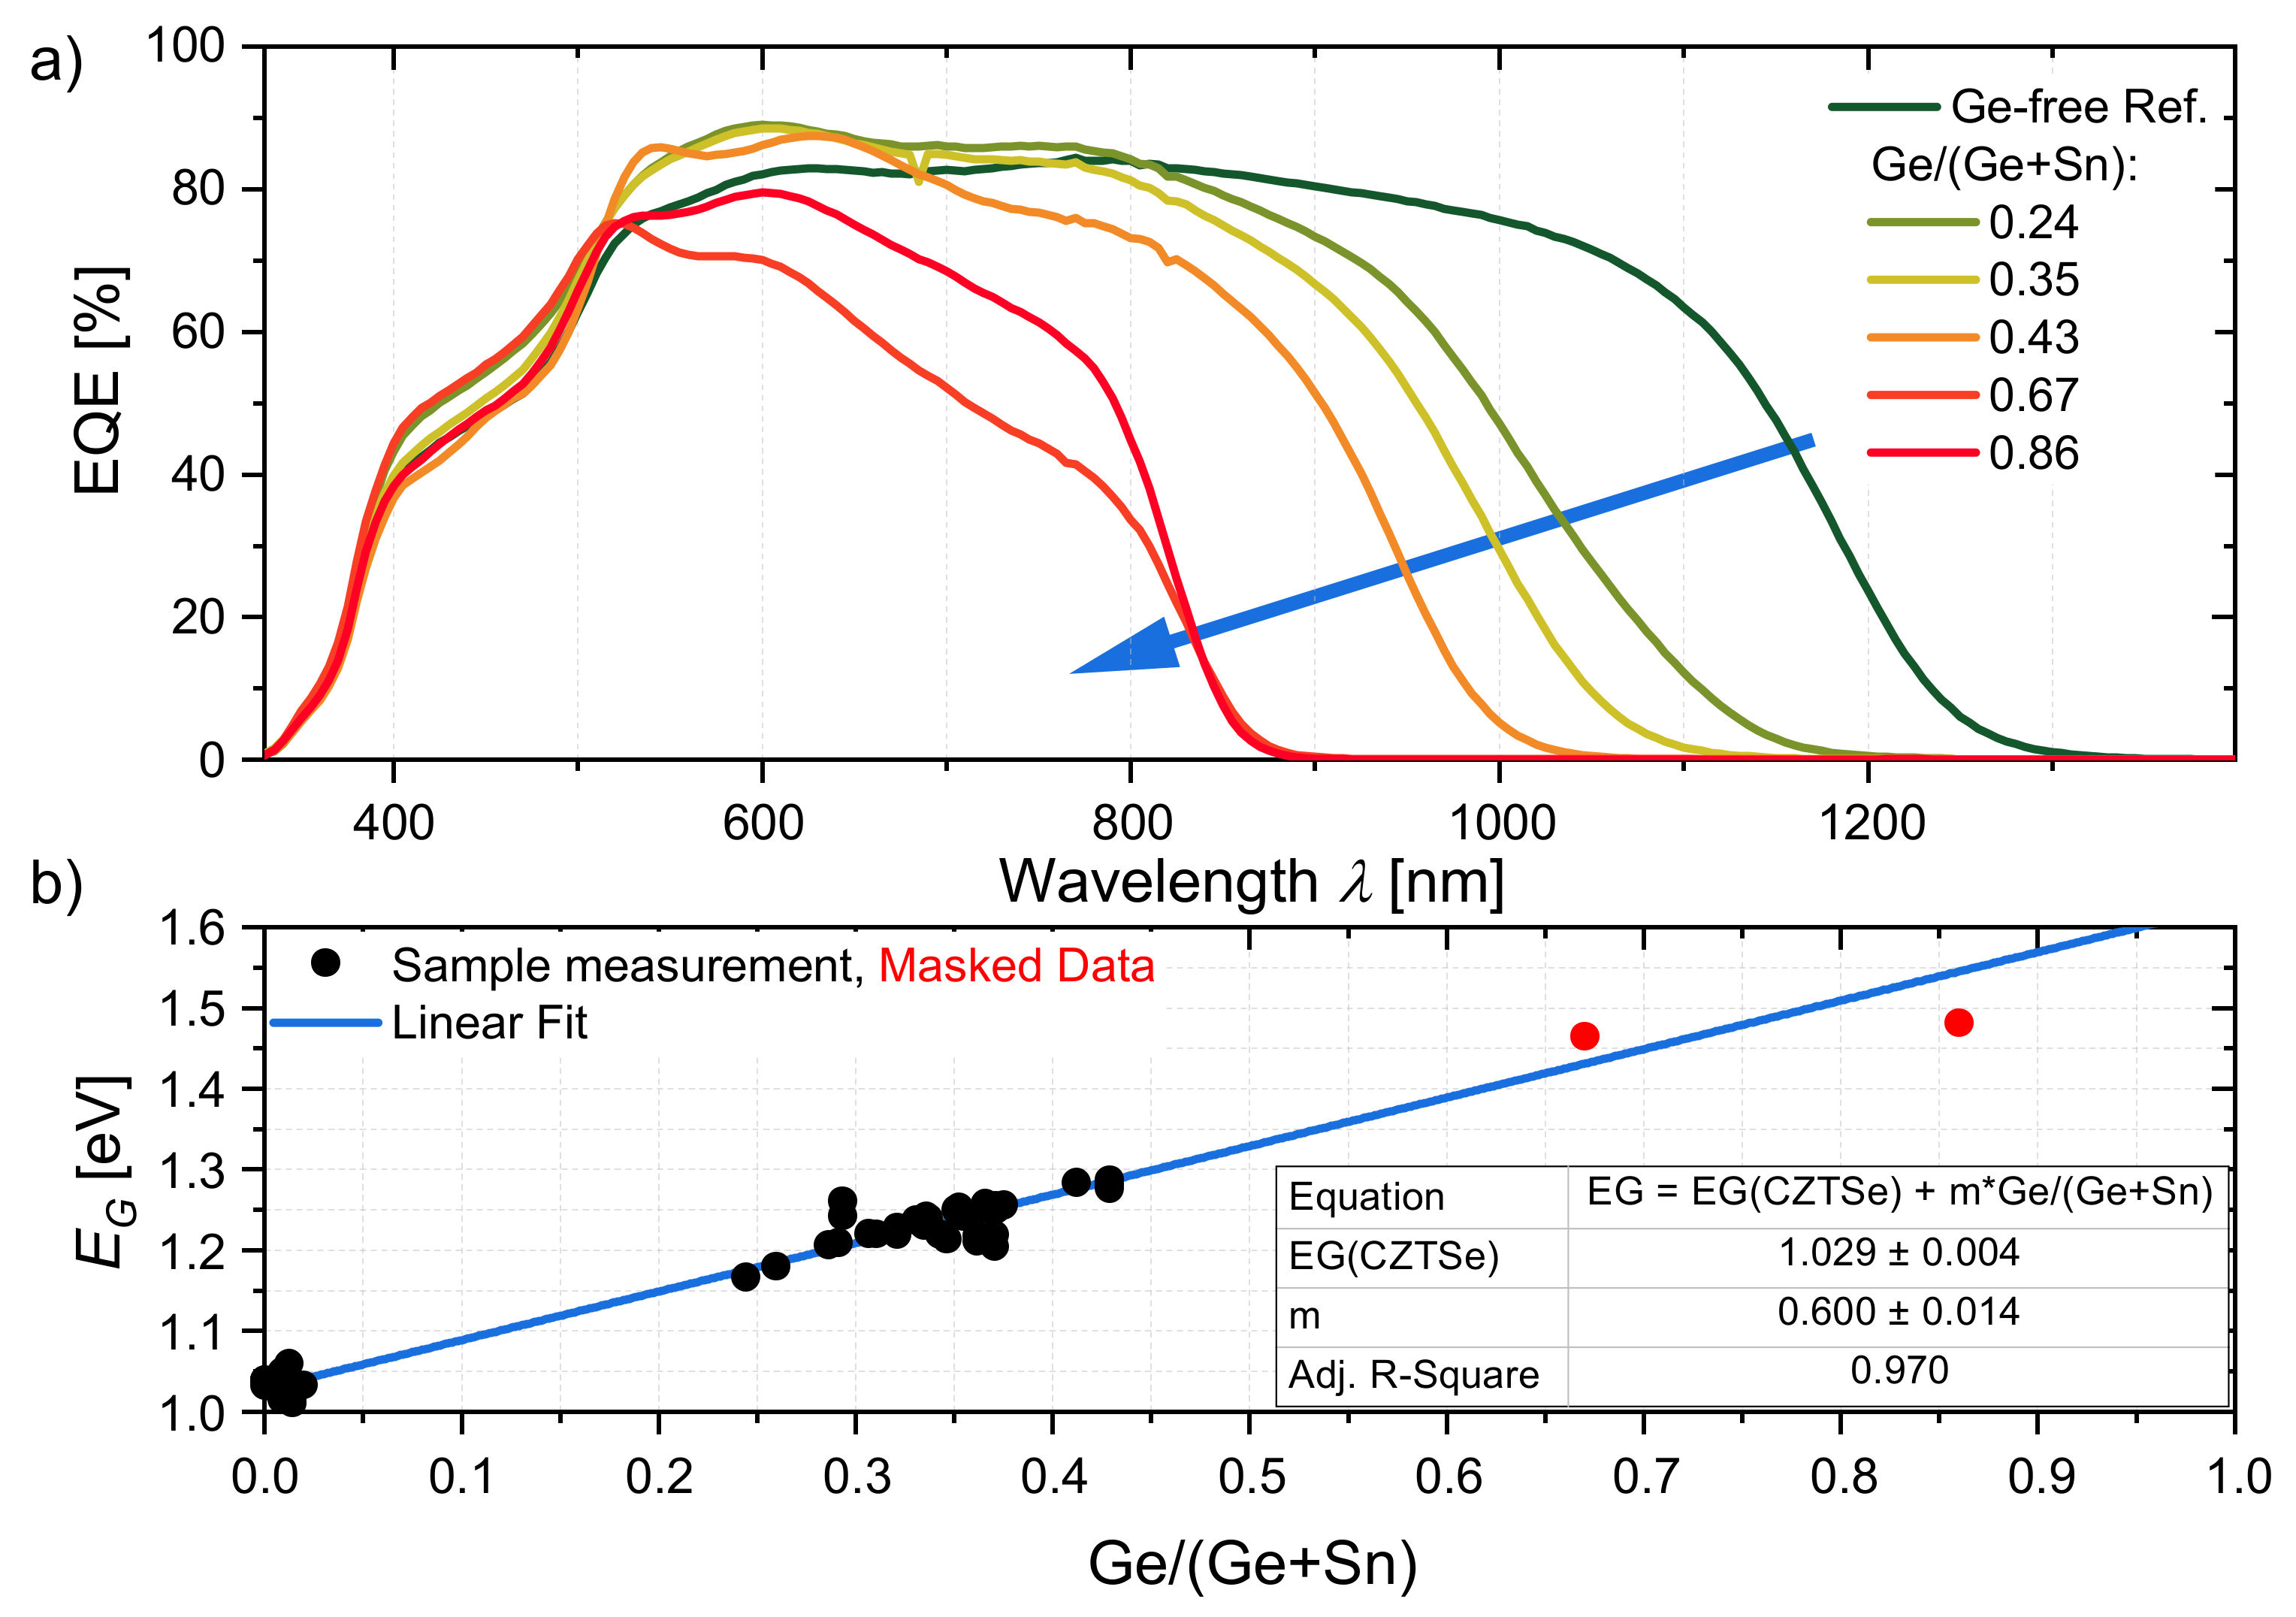 a)
100
80
60
40
20
0
EQE [%]
Ge-free Ref.
Ge/(Ge+Sn):
0.24
0.35
0.43
0.67
0.86
400 600 800 1000 1200
Wavelength λ [nm]
b)
1.6
1.5
1.4
1.3
1.2
1.1
1.0
E_G [eV]
Sample measurement, Masked Data
Linear Fit
Equation EG = EG(CZTSe) + m*Ge/(Ge+Sn)
EG(CZTSe) 1.029 ± 0.004
m 0.600 ± 0.014
Adj. R-Square 0.970
0.0 0.1 0.2 0.3 0.4 0.5 0.6 0.7 0.8 0.9 1.0
Ge/(Ge+Sn)